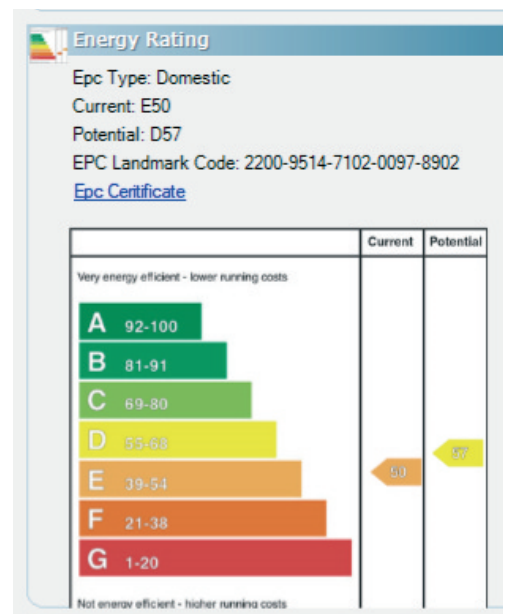 Energy Rating
Epc Type: Domestic
Current: E50
Potential: D57
EPC Landmark Code: 2200-9514-7102-0097-8902
Epc Ceritificate
Current Potential
Very energy efficient - lower running costs
A 92-100
B 81-91
C 69-80
D 55-68
E 39-54
F 21-38
G 1-20
50
57
Not energy efficient - higher running costs